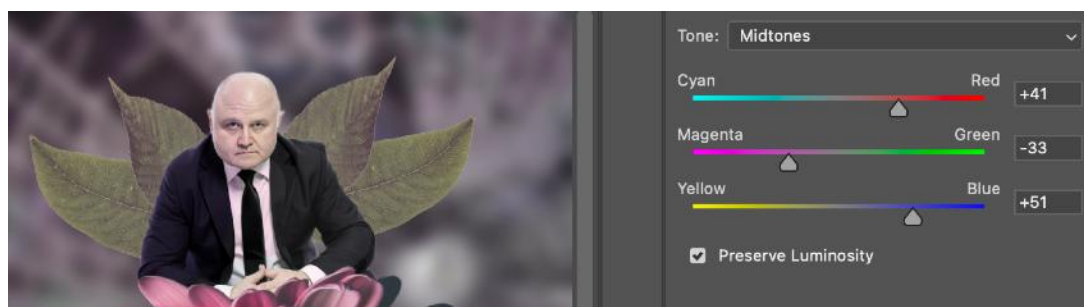 Tone: Midtones
Cyan Red +41
Magenta Green -33
Yellow Blue +51
Preserve Luminosity